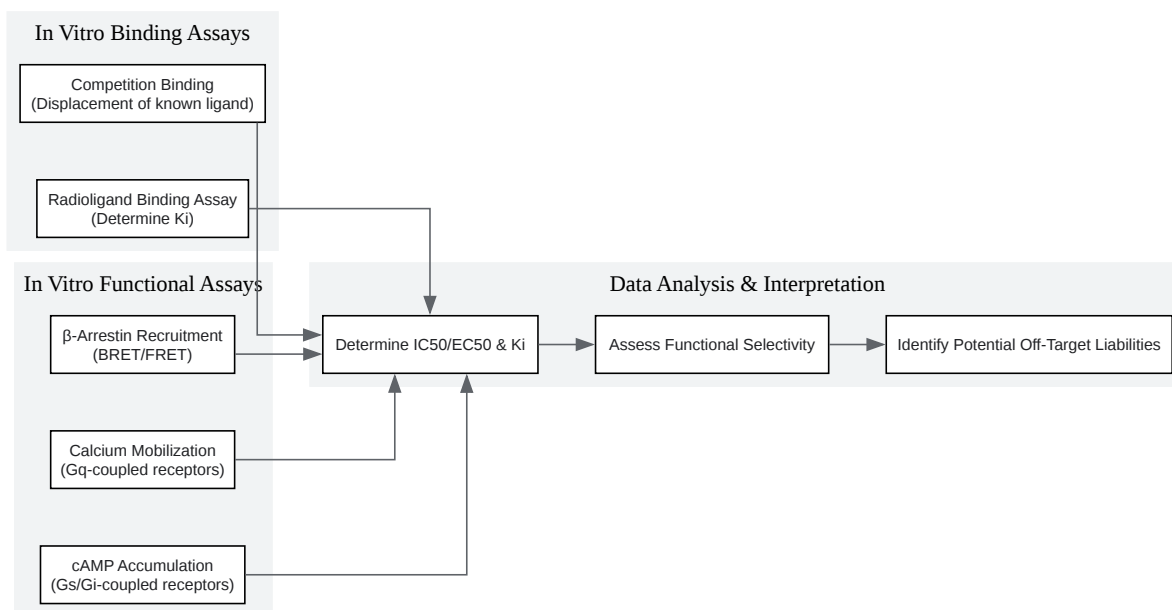 In Vitro Binding Assays
Competition Binding
(Displacement of known ligand)
Radioligand Binding Assay
(Determine Ki)
In Vitro Functional Assays
β-Arrestin Recruitment
(BRET/FRET)
Calcium Mobilization
(Gq-coupled receptors)
cAMP Accumulation
(Gs/Gi-coupled receptors)
Data Analysis & Interpretation
Determine IC50/EC50 & Ki
Assess Functional Selectivity
Identify Potential Off-Target Liabilities